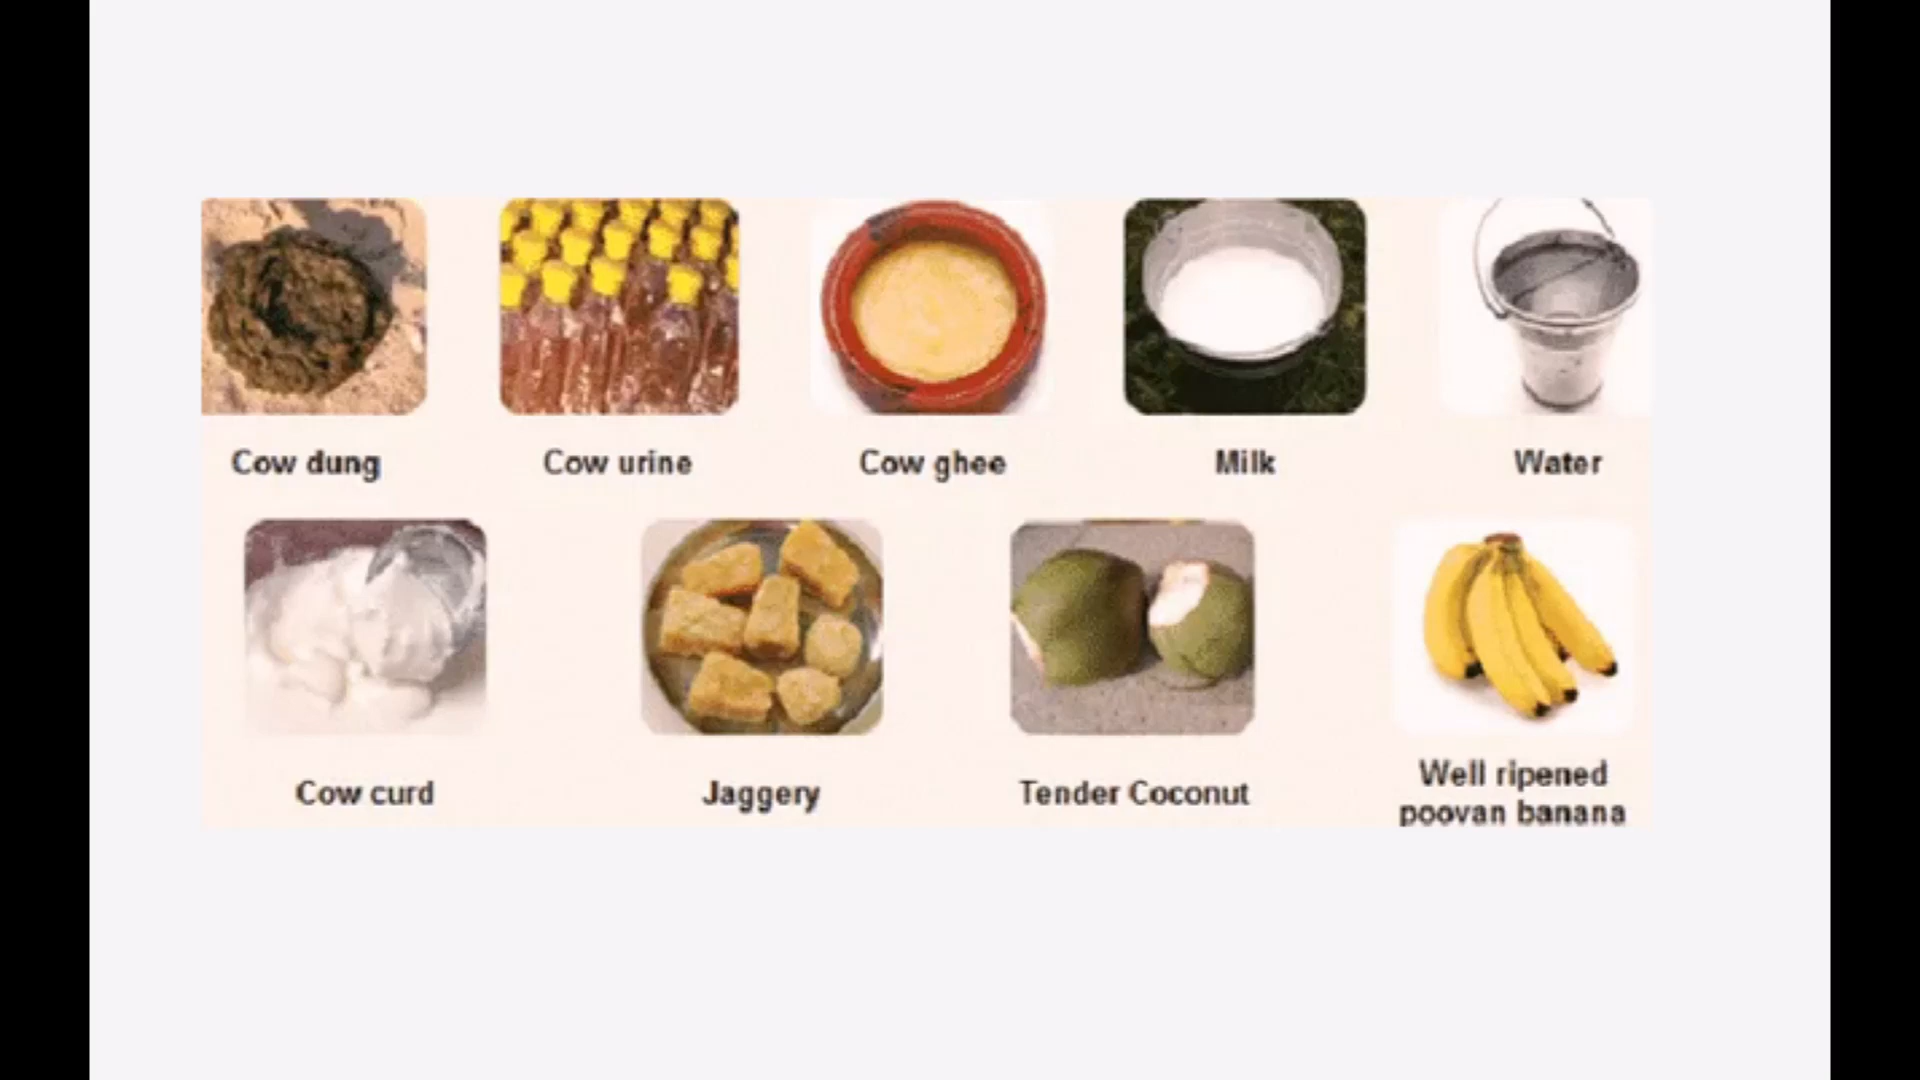 Cow dung
Cow urine
Cow ghee
Milk
Water
Cow curd
Jaggery
Tender Coconut
Well ripened
poovan banana